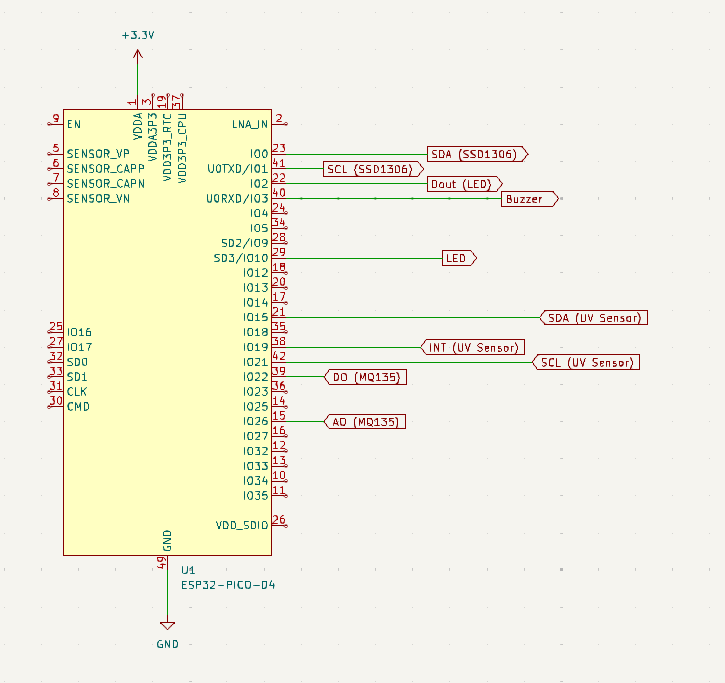 +3.3V
1
3
19
37
VDDA
VDDA3P3
VDD3P3_RTC
VDD3P3_CPU
9 EN
LNA_IN 2
5 SENSOR_VP
IO0 23 SDA (SSD1306)
6 SENSOR_CAPP
U0TXD/IO1 41 SCL (SSD1306)
7 SENSOR_CAPN
IO2 22 Dout (LED)
8 SENSOR_VN
U0RXD/IO3 40 Buzzer
IO4 24
IO5 34
SD2/IO9 28
SD3/IO10 29 LED
IO12 18
IO13 20
IO14 17
IO15 21 SDA (UV Sensor)
25 IO16
IO18 35
27 IO17
IO19 38 INT (UV Sensor)
32 SD0
IO21 42 SCL (UV Sensor)
33 SD1
IO22 39 DO (MQ135)
31 CLK
IO23 36
30 CMD
IO25 14
IO26 15 AO (MQ135)
IO27 16
IO32 12
IO33 13
IO34 10
IO35 11
VDD_SDIO 26
GND
49
U1
ESP32-PICO-D4
GND